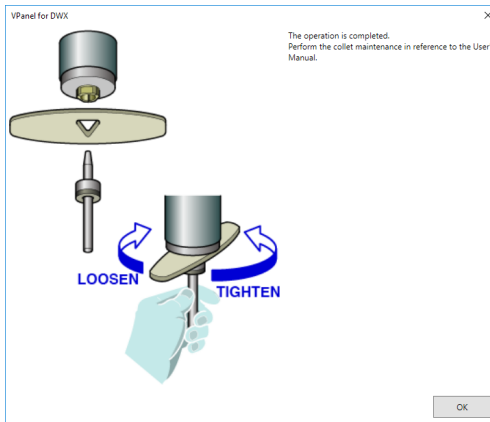 VPanel for DWX
The operation is completed.
Perform the collet maintenance in reference to the User
Manual.
LOOSEN
TIGHTEN
OK